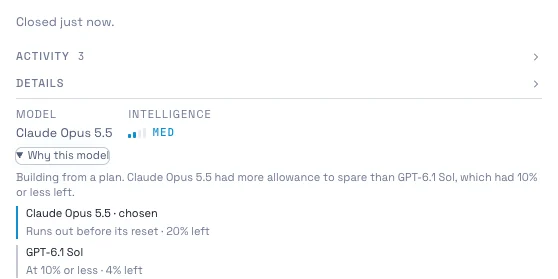 Closed just now.
ACTIVITY 3
DETAILS
MODEL
INTELLIGENCE
Claude Opus 5.5
MED
▼ Why this model
Building from a plan. Claude Opus 5.5 had more allowance to spare than GPT-6.1 Sol, which had 10%
or less left.
Claude Opus 5.5 · chosen
Runs out before its reset · 20% left
GPT-6.1 Sol
At 10% or less · 4% left